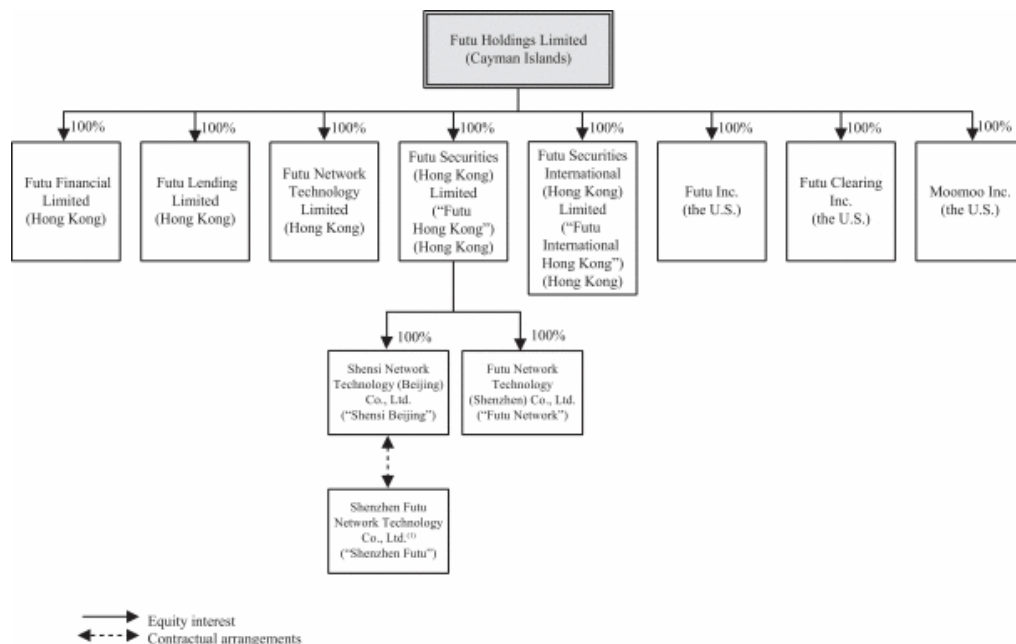 Futu Holdings Limited
(Cayman Islands)
100%
100%
100%
100%
100%
100%
100%
100%
Futu Financial
Limited
(Hong Kong)
Futu Lending Limited
(Hong Kong)
Futu Network
Technology
Limited
(Hong Kong)
Futu Securities
(Hong Kong)
Limited
(“Futu
Hong Kong”)
(Hong Kong)
Futu Securities
International
(Hong Kong)
Limited
(“Futu
International
Hong Kong”)
(Hong Kong)
Futu Inc.
(the U.S.)
Futu Clearing
Inc.
(the U.S.)
Moomoo Inc.
(the U.S.)
100%
100%
Shensi Network
Technology (Beijing)
Co., Ltd.
(“Shensi Beijing”)
Futu Network
Technology
(Shenzhen) Co., Ltd.
(“Futu Network”)
Shenzhen Futu
Network Technology
Co., Ltd.(1)
(“Shenzhen Futu”)
Equity interest
Contractual arrangements